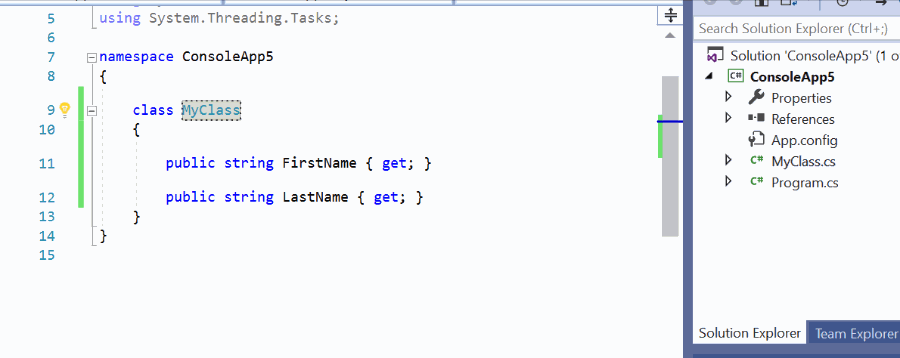 5 using System.Threading.Tasks;
6
7 namespace ConsoleApp5
8 {
9 class MyClass
10 {
11 public string FirstName { get; }
12 public string LastName { get; }
13 }
14 }
15
Search Solution Explorer (Ctrl+;)
Solution 'ConsoleApp5' (1 o
C# ConsoleApp5
Properties
References
App.config
C# MyClass.cs
C# Program.cs
Solution Explorer Team Explorer